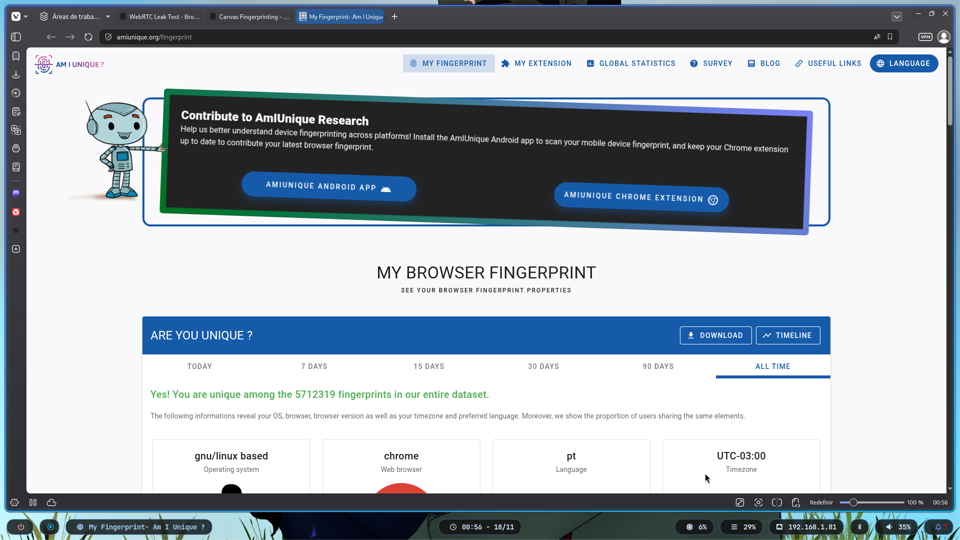 Áreas de traba...
WebRTC Leak Test - Bro...
Canvas Fingerprinting - ...
My Fingerprint- Am I Uniqu
amiunique.org/fingerprint
VPN
AM I UNIQUE ?
MY FINGERPRINT
MY EXTENSION
GLOBAL STATISTICS
SURVEY
BLOG
USEFUL LINKS
LANGUAGE
Contribute to AmIUnique Research
Help us better understand device fingerprinting across platforms! Install the AmIUnique Android app to scan your mobile device fingerprint, and keep your Chrome extension
up to date to contribute your latest browser fingerprint.
AMIUNIQUE ANDROID APP
AMIUNIQUE CHROME EXTENSION
MY BROWSER FINGERPRINT
SEE YOUR BROWSER FINGERPRINT PROPERTIES
ARE YOU UNIQUE ?
DOWNLOAD
TIMELINE
TODAY
7 DAYS
15 DAYS
30 DAYS
90 DAYS
ALL TIME
Yes! You are unique among the 5712319 fingerprints in our entire dataset.
The following informations reveal your OS, browser, browser version as well as your timezone and preferred language. Moreover, we show the proportion of users sharing the same elements.
gnu/linux based
Operating system
chrome
Web browser
pt
Language
UTC-03:00
Timezone
Redefinir
100 %
00:56
My Fingerprint- Am I Unique ?
00:56 - 18/11
6%
29%
192.168.1.81
35%